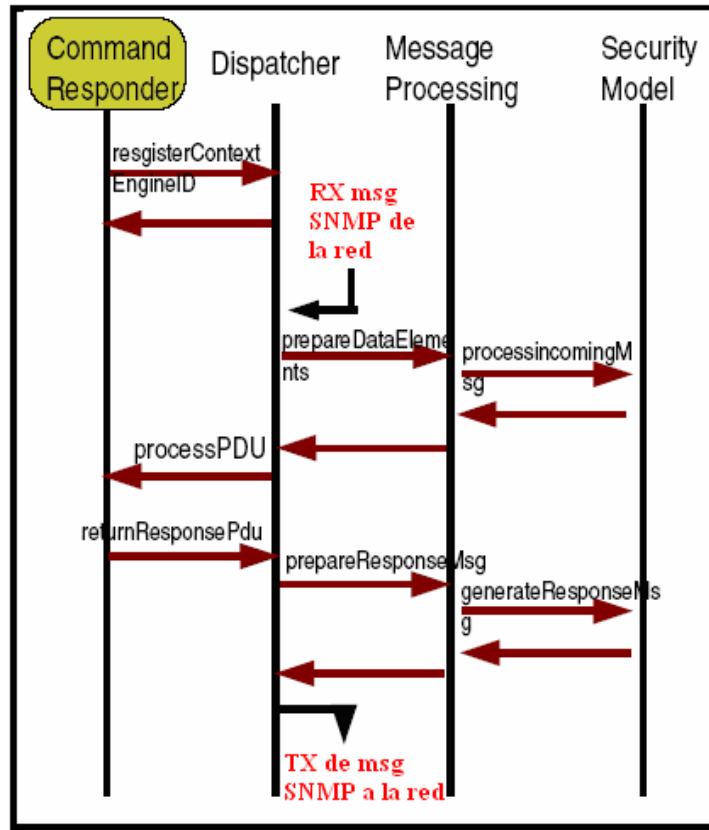 Command
Responder
Dispatcher
Message
Processing
Security
Model
resgisterContext
EngineID
RX msg
SNMP de
la red
prepareDataEleme
nts
processincomingM
sg
processPDU
returnResponsePdu
prepareResponseMsg
generateResponseMs
g
TX de msg
SNMP a la red